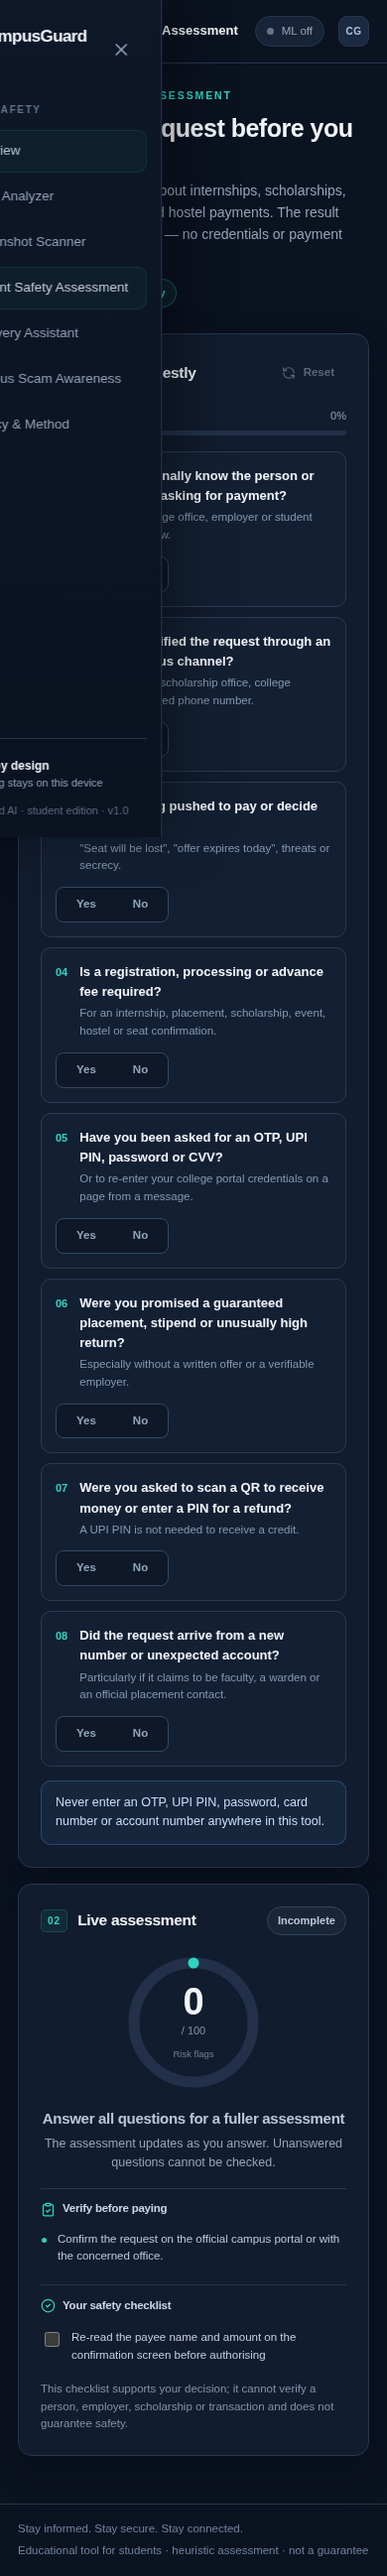 mpusGuard
Assessment
ML off
CG
AFETY
SESSMENT
iew
quest before you
Analyzer
bout internships, scholarships,
hostel payments. The result
— no credentials or payment
nshot Scanner
nt Safety Assessment
very Assistant
us Scam Awareness
y & Method
estly
Reset
0%
nally know the person or
asking for payment?
ge office, employer or student
w.
ified the request through an
us channel?
scholarship office, college
ed phone number.
y design
g stays on this device
d AI · student edition · v1.0
g pushed to pay or decide
"Seat will be lost", "offer expires today", threats or
secrecy.
Yes No
04 Is a registration, processing or advance
fee required?
For an internship, placement, scholarship, event,
hostel or seat confirmation.
Yes No
05 Have you been asked for an OTP, UPI
PIN, password or CVV?
Or to re-enter your college portal credentials on a
page from a message.
Yes No
06 Were you promised a guaranteed
placement, stipend or unusually high
return?
Especially without a written offer or a verifiable
employer.
Yes No
07 Were you asked to scan a QR to receive
money or enter a PIN for a refund?
A UPI PIN is not needed to receive a credit.
Yes No
08 Did the request arrive from a new
number or unexpected account?
Particularly if it claims to be faculty, a warden or
an official placement contact.
Yes No
Never enter an OTP, UPI PIN, password, card
number or account number anywhere in this tool.
02 Live assessment
Incomplete
0
/ 100
Risk flags
Answer all questions for a fuller assessment
The assessment updates as you answer. Unanswered
questions cannot be checked.
Verify before paying
Confirm the request on the official campus portal or with
the concerned office.
Your safety checklist
Re-read the payee name and amount on the
confirmation screen before authorising
This checklist supports your decision; it cannot verify a
person, employer, scholarship or transaction and does not
guarantee safety.
Stay informed. Stay secure. Stay connected.
Educational tool for students · heuristic assessment · not a guarantee